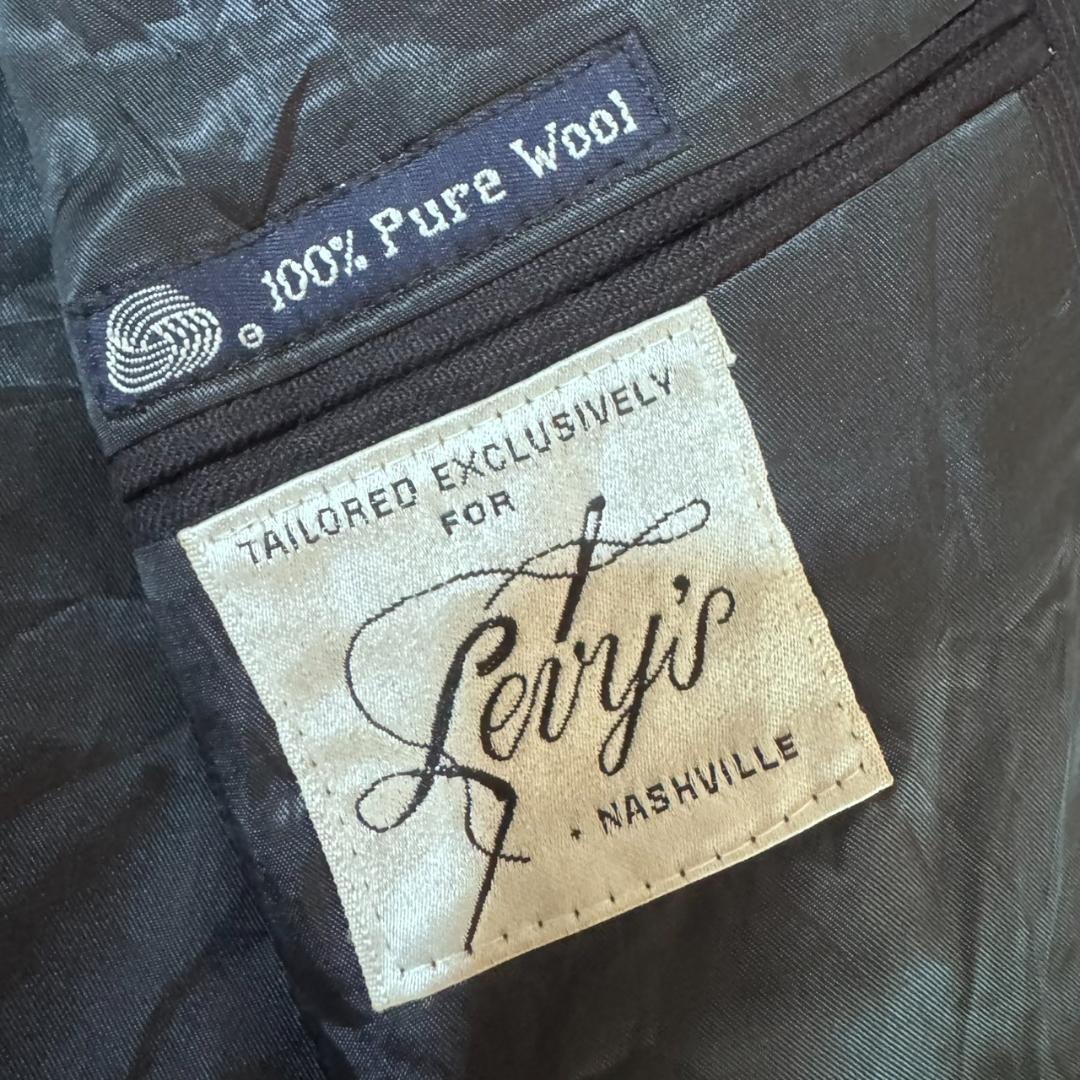 ® 100% Pure Wool
TAILORED EXCLUSIVELY
FOR
Levy's
NASHVILLE